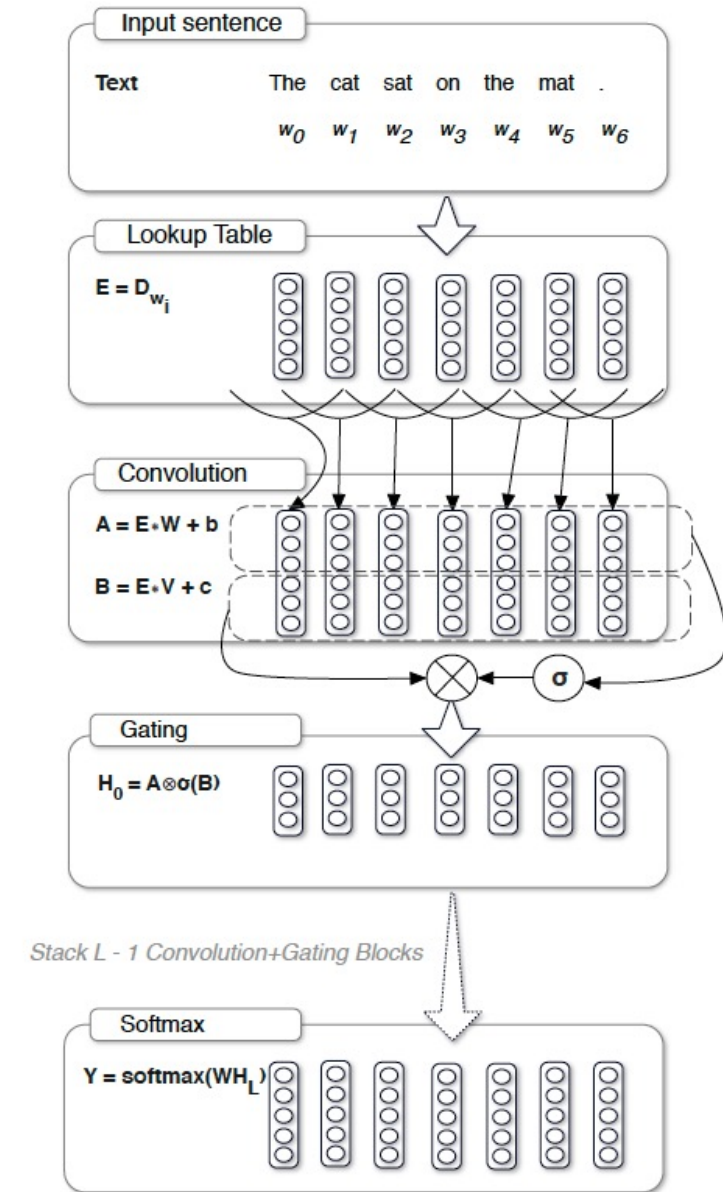 Input sentence
Text The cat sat on the mat .
w0 w1 w2 w3 w4 w5 w6
Lookup Table
E = Dwi
Convolution
A = E*W + b
B = E*V + c
σ
Gating
H0 = A⊗σ(B)
Stack L - 1 Convolution+Gating Blocks
Softmax
Y = softmax(WHL)